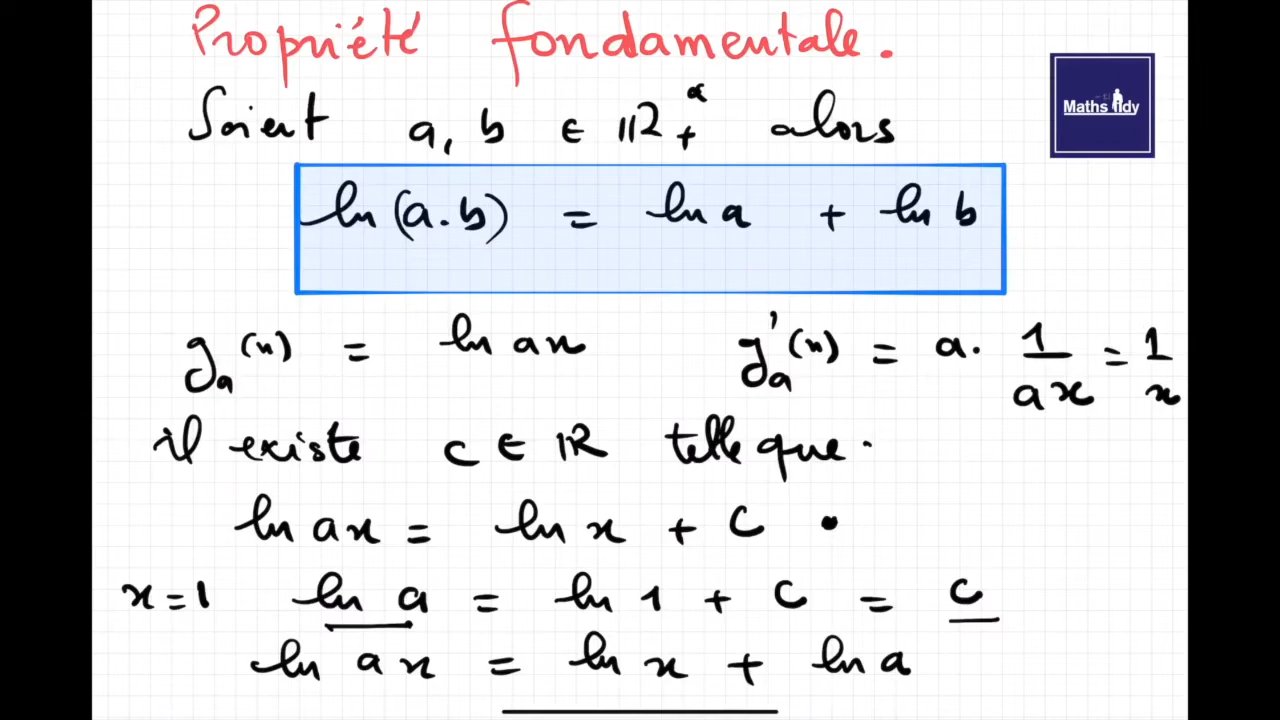 Propriété fondamentale.
Soient a, b ∈ ℝ₊* alors
Maths idy
ln(a.b) = ln a + ln b
gₐ(x) = ln ax g'ₐ(x) = a. 1/ax = 1/x
il existe c ∈ ℝ telle que.
ln ax = ln x + c •
x=1 ln a = ln 1 + c = c
ln ax = ln x + ln a